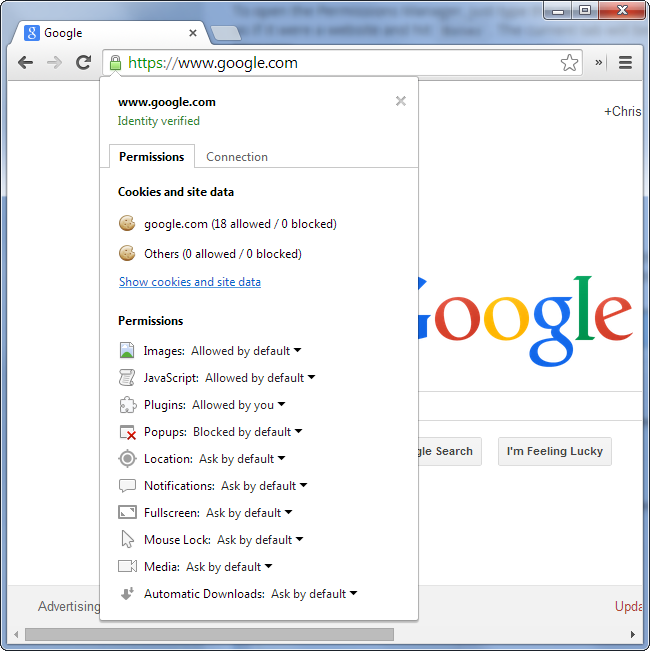 Google
https://www.google.com
www.google.com
Identity verified
+Chris
Permissions Connection
Cookies and site data
google.com (18 allowed / 0 blocked)
Others (0 allowed / 0 blocked)
Show cookies and site data
Google
Permissions
Images: Allowed by default
JavaScript: Allowed by default
Plugins: Allowed by you
Popups: Blocked by default
gle Search I'm Feeling Lucky
Location: Ask by default
Notifications: Ask by default
Fullscreen: Ask by default
Mouse Lock: Ask by default
Media: Ask by default
Automatic Downloads: Ask by default
Advertising Upda